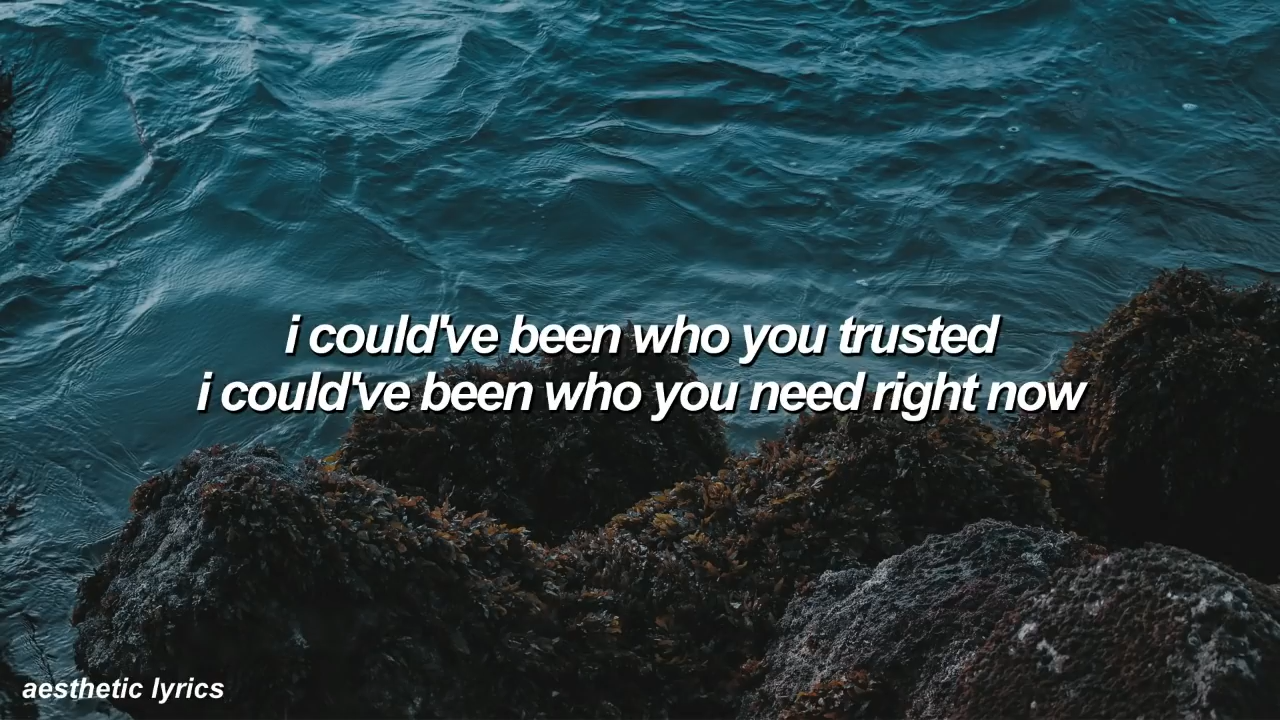 i could've been who you trusted
i could've been who you need right now
aesthetic lyrics